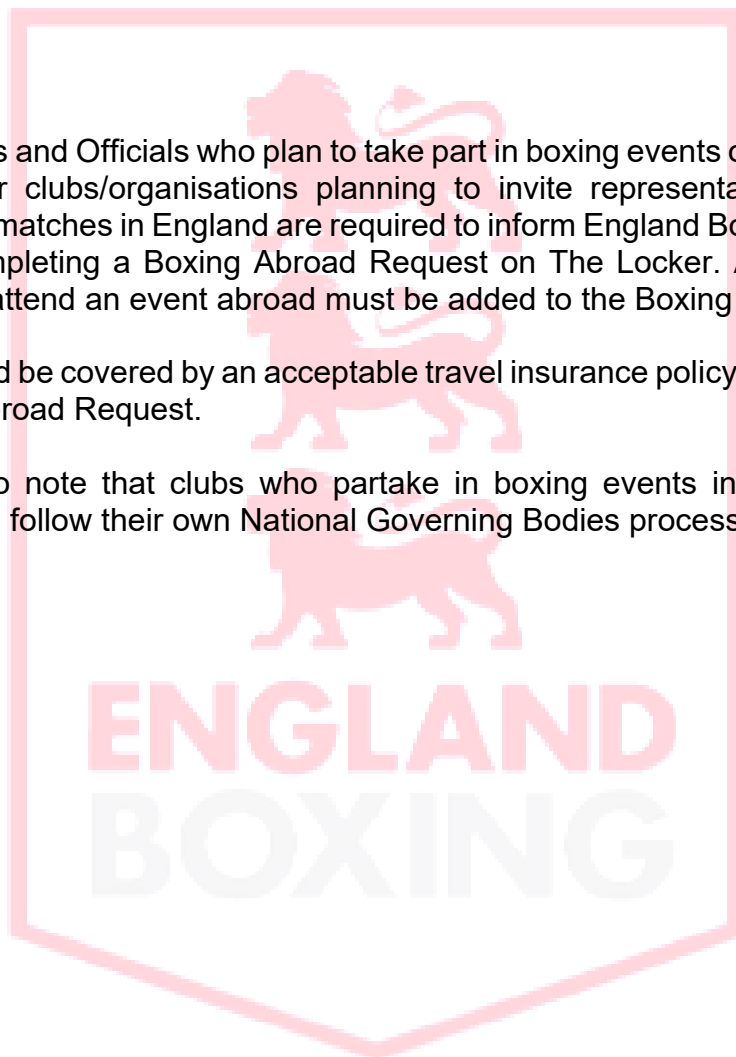 s and Officials who plan to take part in boxing events
r clubs/organisations planning to invite
matches in England are required to inform England
mpleting a Boxing Abroad Request on The Locker.
attend an event abroad must be added to the Boxing
d be covered by an acceptable travel insurance policy
road Request.
o note that clubs who partake in boxing events in
follow their own National Governing Bodies process
ENGLAND
BOXING